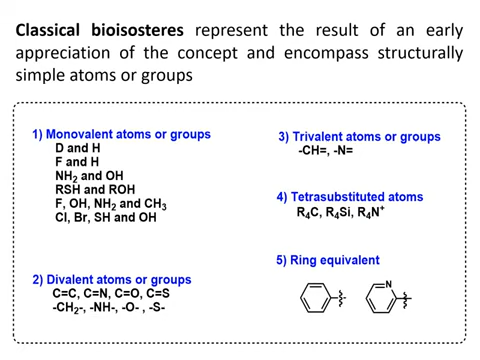 Classical bioisosteres represent the result of an early
appreciation of the concept and encompass structurally
simple atoms or groups
1) Monovalent atoms or groups
D and H
F and H
NH₂ and OH
RSH and ROH
F, OH, NH₂ and CH₃
Cl, Br, SH and OH
2) Divalent atoms or groups
C=C, C=N, C=O, C=S
-CH₂-, -NH-, -O- , -S-
3) Trivalent atoms or groups
-CH=, -N=
4) Tetrasubstituted atoms
R₄C, R₄Si, R₄N⁺
5) Ring equivalent
N